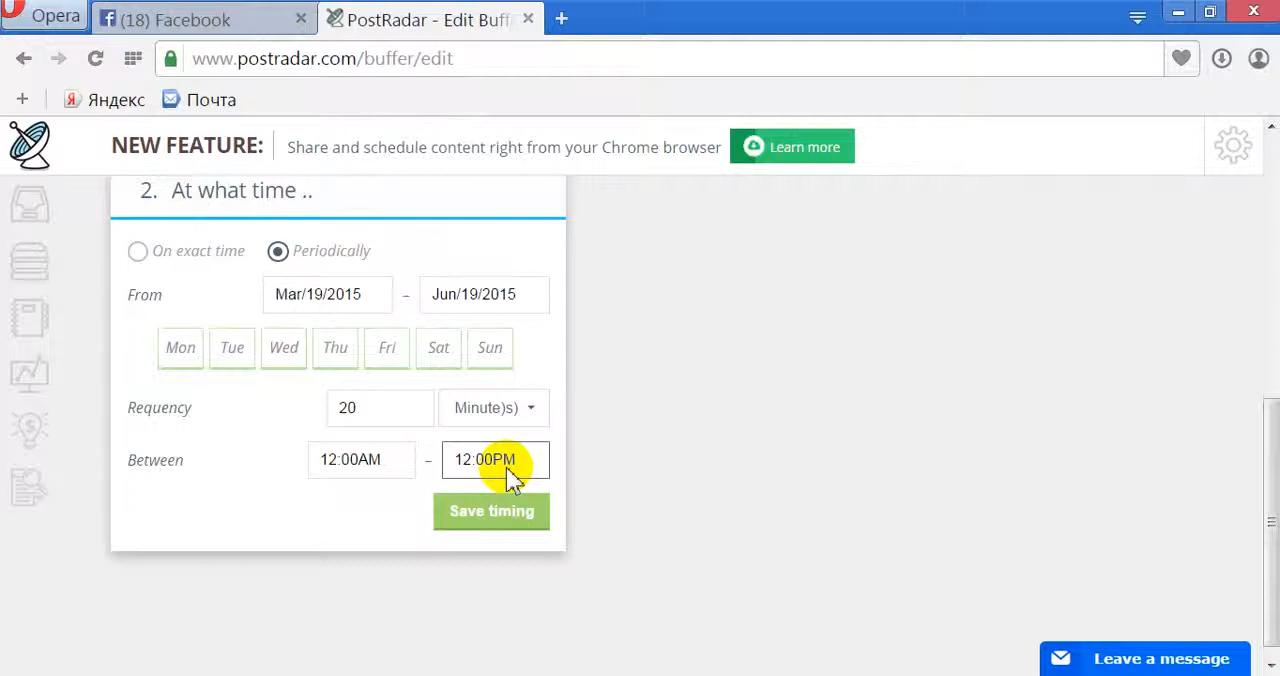 Opera
(18) Facebook
PostRadar - Edit Buff
www.postradar.com/buffer/edit
Яндекс
Почта
NEW FEATURE:
Share and schedule content right from your Chrome browser
Learn more
2. At what time ..
On exact time
Periodically
From
Mar/19/2015
–
Jun/19/2015
Mon
Tue
Wed
Thu
Fri
Sat
Sun
Requency
20
Minute)s)
Between
12:00AM
–
12:00PM
Save timing
Leave a message